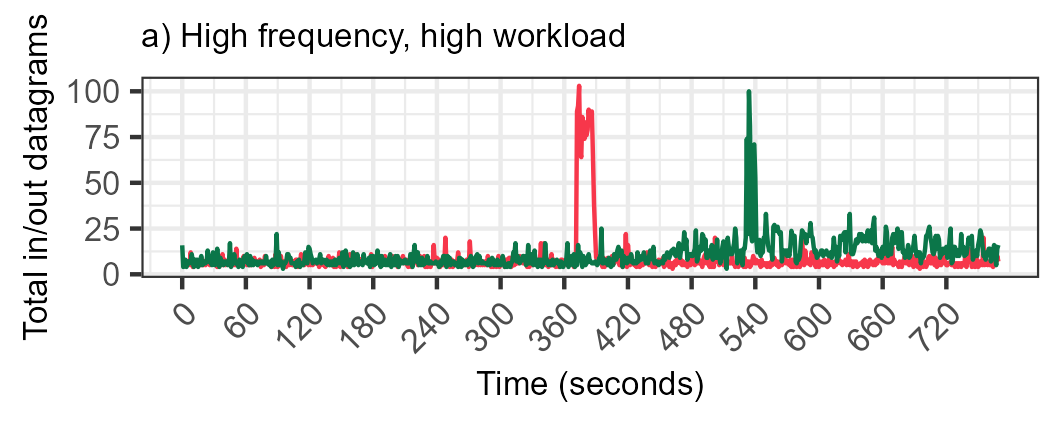 a) High frequency, high workload
Total in/out datagrams
100
75
50
25
0
0 60 120 180 240 300 360 420 480 540 600 660 720
Time (seconds)